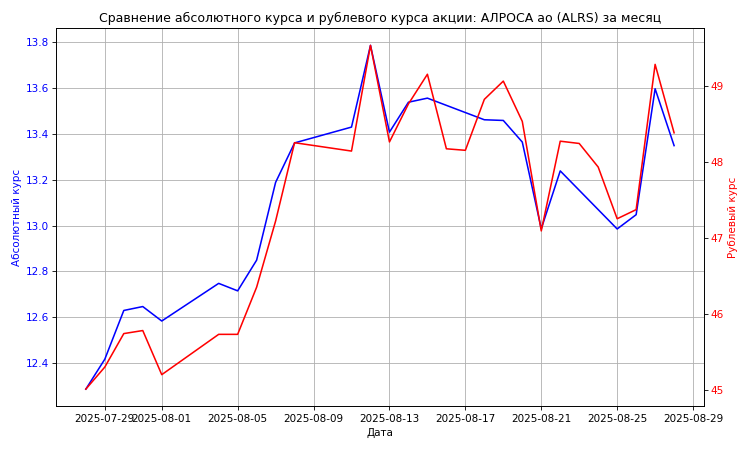 Сравнение абсолютного курса и рублевого курса акции: АЛРОСА ао (ALRS) за месяц
13.8
13.6
13.4
13.2
13.0
12.8
12.6
12.4
Абсолютный курс
49
48
47
46
45
Рублевый курс
2025-07-29 2025-08-01 2025-08-05 2025-08-09 2025-08-13 2025-08-17 2025-08-21 2025-08-25 2025-08-29
Дата